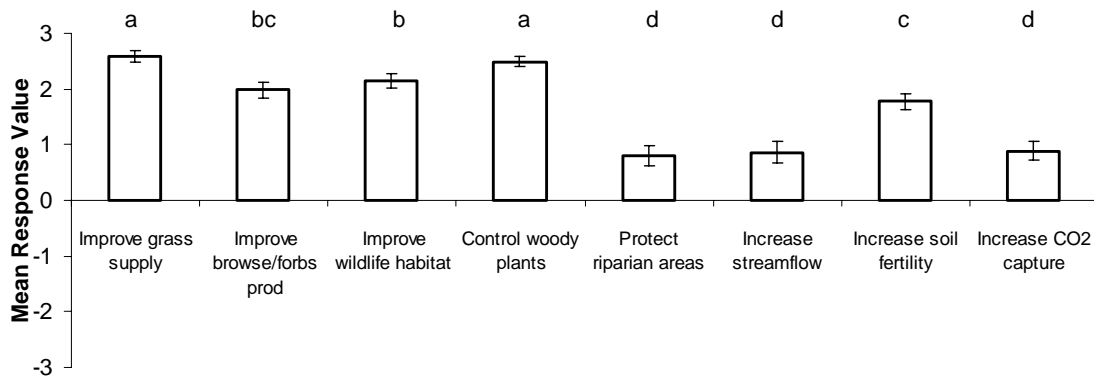 a bc b a d d c d
3
2
1
0
-1
-2
-3
Mean Response Value
Improve grass
supply
Improve
browse/forbs
prod
Improve
wildlife habitat
Control woody
plants
Protect
riparian areas
Increase
streamflow
Increase soil
fertility
Increase CO2
capture